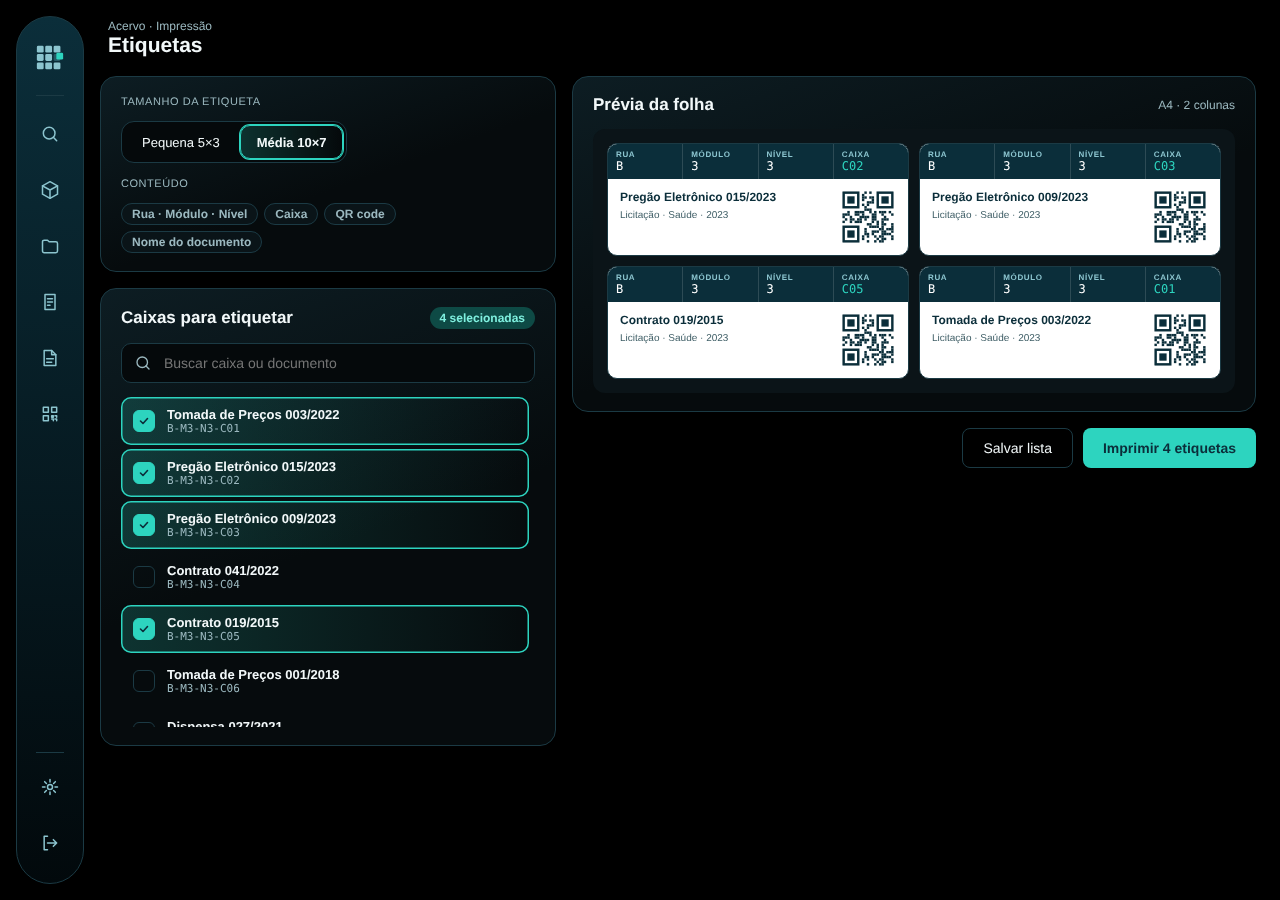 Acervo · Impressão
Etiquetas
TAMANHO DA ETIQUETA
Pequena 5×3
Média 10×7
CONTEÚDO
Rua · Módulo · Nível
Caixa
QR code
Nome do documento
Caixas para etiquetar
4 selecionadas
Buscar caixa ou documento
Tomada de Preços 003/2022
B-M3-N3-C01
Pregão Eletrônico 015/2023
B-M3-N3-C02
Pregão Eletrônico 009/2023
B-M3-N3-C03
Contrato 041/2022
B-M3-N3-C04
Contrato 019/2015
B-M3-N3-C05
Tomada de Preços 001/2018
B-M3-N3-C06
Dispensa 027/2021
Prévia da folha
A4 · 2 colunas
RUA MÓDULO NÍVEL CAIXA
B 3 3 C02
Pregão Eletrônico 015/2023
Licitação · Saúde · 2023
RUA MÓDULO NÍVEL CAIXA
B 3 3 C03
Pregão Eletrônico 009/2023
Licitação · Saúde · 2023
RUA MÓDULO NÍVEL CAIXA
B 3 3 C05
Contrato 019/2015
Licitação · Saúde · 2023
RUA MÓDULO NÍVEL CAIXA
B 3 3 C01
Tomada de Preços 003/2022
Licitação · Saúde · 2023
Salvar lista
Imprimir 4 etiquetas